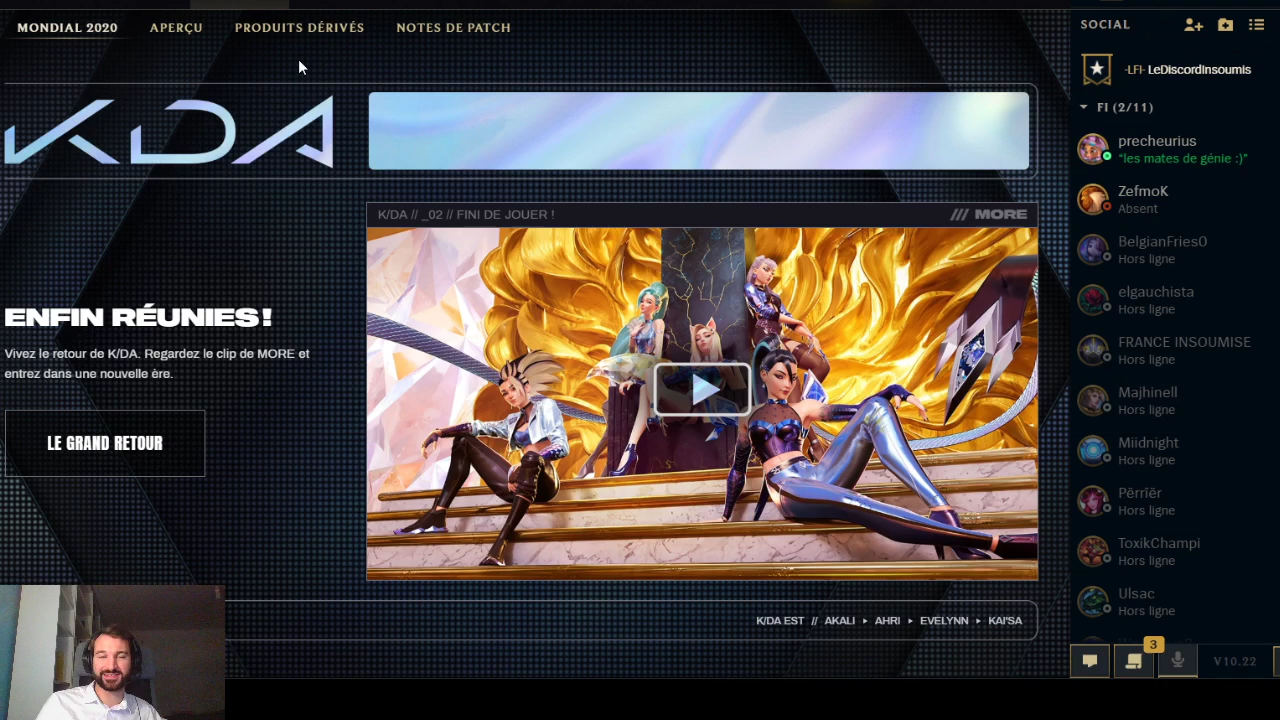 MONDIAL 2020
APERÇU
PRODUITS DÉRIVÉS
NOTES DE PATCH
KDA
K/DA // _02 // FINI DE JOUER !
/// MORE
ENFIN RÉUNIES!
Vivez le retour de K/DA. Regardez le clip de MORE et
entrez dans une nouvelle ère.
LE GRAND RETOUR
K/DA EST // AKALI ▸ AHRI ▸ EVELYNN ▸ KAI'SA
SOCIAL
-LFI- LeDiscordInsoumis
FI (2/11)
precheurius
"les mates de génie :)"
ZefmoK
Absent
BelgianFriesO
Hors ligne
elgauchista
Hors ligne
FRANCE INSOUMISE
Hors ligne
Majhinell
Hors ligne
Miidnight
Hors ligne
Pěrrīěr
Hors ligne
ToxikChampi
Hors ligne
Ulsac
Hors ligne
3
V10.22